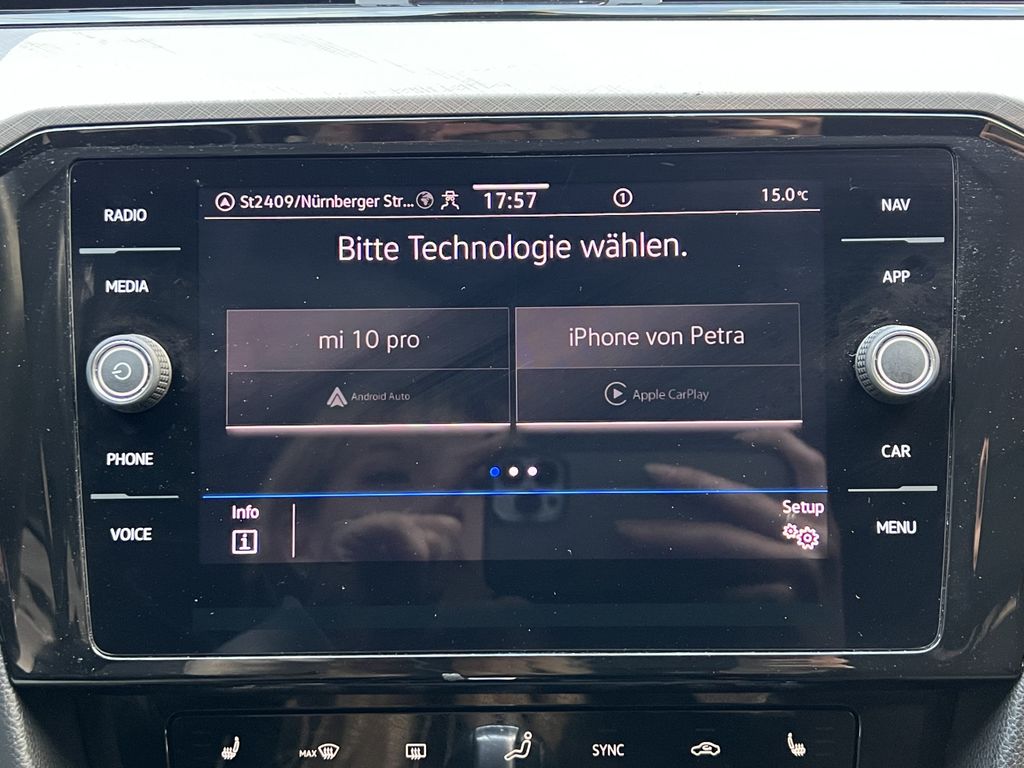 St2409/Nürnberger Str... 17:57 1 15.0°C
RADIO
MEDIA
PHONE
VOICE
Bitte Technologie wählen.
mi 10 pro
Android Auto
iPhone von Petra
Apple CarPlay
Info
i
Setup
NAV
APP
CAR
MENU
MAX
SYNC